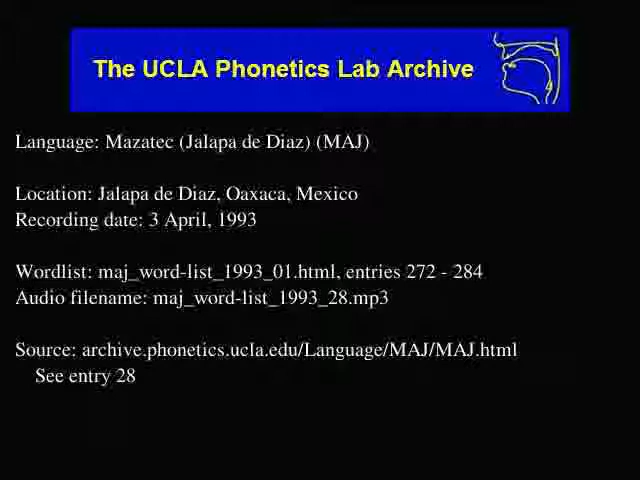 The UCLA Phonetics Lab Archive
Language: Mazatec (Jalapa de Diaz) (MAJ)
Location: Jalapa de Diaz, Oaxaca, Mexico
Recording date: 3 April, 1993
Wordlist: maj_word-list_1993_01.html, entries 272 - 284
Audio filename: maj_word-list_1993_28.mp3
Source: archive.phonetics.ucla.edu/Language/MAJ/MAJ.html
See entry 28